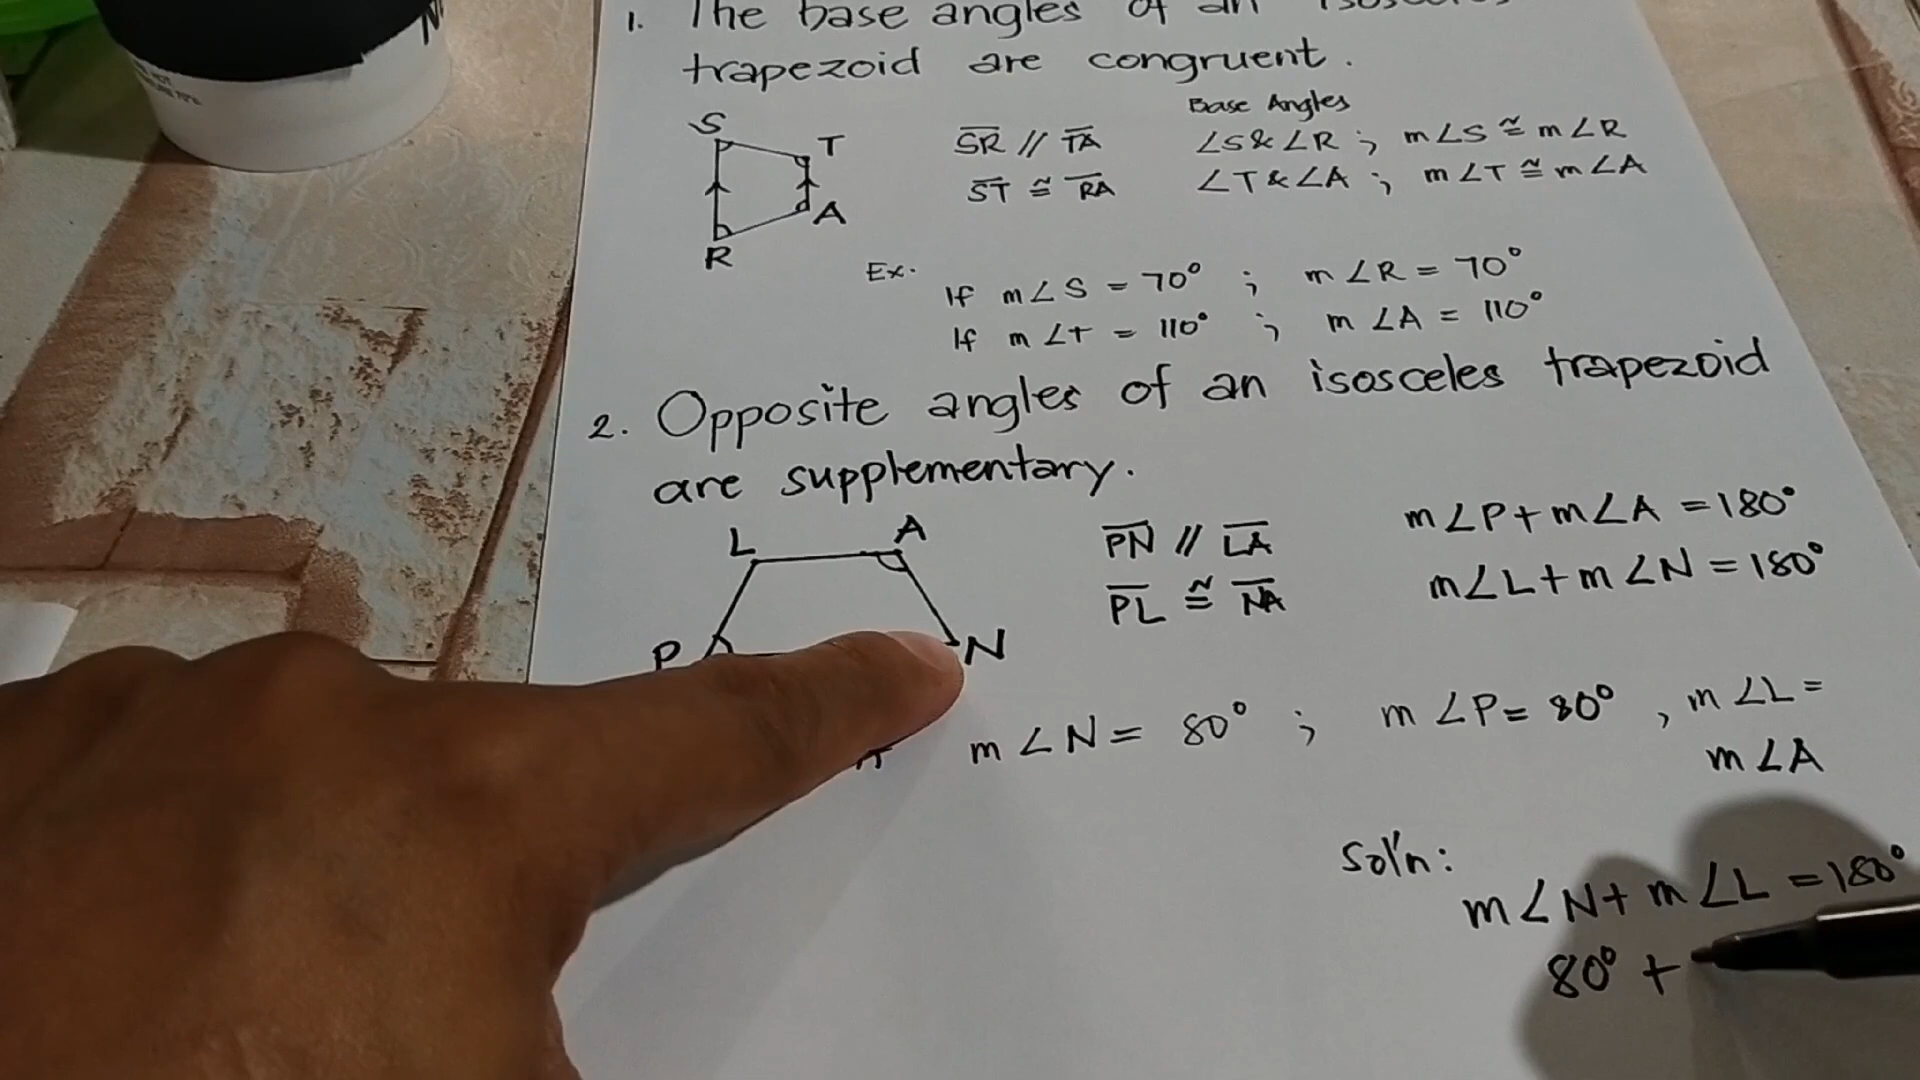 1. The base angles of an isosceles
trapezoid are congruent.
Base Angles
S
T
A
R
SR // TA
∠S & ∠R ; m∠S ≅ m∠R
ST ≅ RA
∠T & ∠A ; m∠T ≅ m∠A
Ex.
If m∠S = 70° ; m∠R = 70°
If m∠T = 110° ; m∠A = 110°
2. Opposite angles of an isosceles trapezoid
are supplementary.
L
A
P
N
PN // LA
m∠P + m∠A = 180°
PL ≅ NA
m∠L + m∠N = 180°
m∠N = 80° ; m∠P = 80° , m∠L =
m∠A
Sol'n:
m∠N + m∠L = 180°
80° +